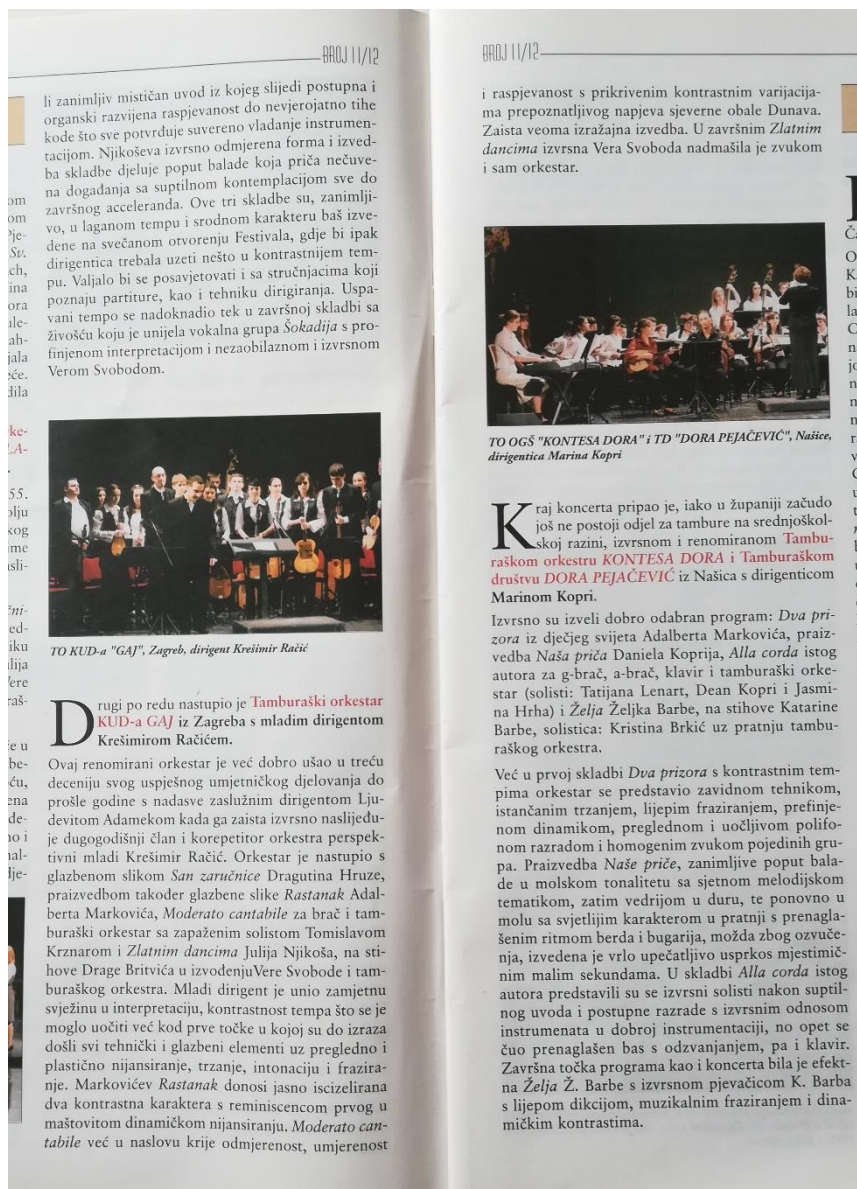 BROJ 11/12
li zanimljiv mističan uvod iz kojeg slijedi postupna i
organski razvijena raspjevanost do nevjerojatno tihe
kode što sve potvrđuje suvereno vladanje instrumen-
tacijom. Njikoševa izvrsno odmjerena forma i izved-
ba skladbe djeluje poput balade koja priča nečuve-
na događanja sa suptilnom kontemplacijom sve do
završnog acceleranda. Ove tri skladbe su, zanimlji-
vo, u laganom tempu i srodnom karakteru baš izve-
dene na svečanom otvorenju Festivala, gdje bi ipak
dirigentica trebala uzeti nešto u kontrastnijem tem-
pu. Valjalo bi se posavjetovati i sa stručnjacima koji
poznaju partiture, kao i tehniku dirigiranja. Uspa-
vani tempo se nadoknadio tek u završnoj skladbi sa
živošću koju je unijela vokalna grupa Šokadija s pro-
finjenom interpretacijom i nezaobilaznom i izvrsnom
Verom Svobodom.
TO KUD-a "GAJ", Zagreb, dirigent Krešimir Račić
Drugi po redu nastupio je Tamburaški orkestar
KUD-a GAJ iz Zagreba s mladim dirigentom
Krešimirom Račićem.
Ovaj renomirani orkestar je već dobro ušao u treću
deceniju svog uspješnog umjetničkog djelovanja do
prošle godine s nadasve zaslužnim dirigentom Lju-
devitom Adamekom kada ga zaista izvrsno naslijeđu-
je dugogodišnji član i korepetitor orkestra perspek-
tivni mladi Krešimir Račić. Orkestar je nastupio s
glazbenom slikom San zaručnice Dragutina Hruze,
praizvedbom također glazbene slike Rastanak Adal-
berta Markovića, Moderato cantabile za brač i tam-
buraški orkestar sa zapaženim solistom Tomislavom
Krznarom i Zlatnim dancima Julija Njikoša, na sti-
hove Drage Britvića u izvođenjuVere Svobode i tam-
buraškog orkestra. Mladi dirigent je unio zamjetnu
svježinu u interpretaciju, kontrastnost tempa što se je
moglo uočiti već kod prve točke u kojoj su do izraza
došli svi tehnički i glazbeni elementi uz pregledno i
plastično nijansiranje, trzanje, intonaciju i frazira-
nje. Markovićev Rastanak donosi jasno iscizelirana
dva kontrastna karaktera s reminiscencom prvog u
maštovitom dinamičkom nijansiranju. Moderato can-
tabile već u naslovu krije odmjerenost, umjerenost
BROJ 11/12
i raspjevanost s prikrivenim kontrastnim varijacija-
ma prepoznatljivog napjeva sjeverne obale Dunava.
Zaista veoma izražajna izvedba. U završnim Zlatnim
dancima izvrsna Vera Svoboda nadmašila je zvukom
i sam orkestar.
TO OGŠ "KONTESA DORA" i TD "DORA PEJAČEVIĆ", Našice,
dirigentica Marina Kopri
Kraj koncerta pripao je, iako u županiji začudo
još ne postoji odjel za tambure na srednjoškol-
skoj razini, izvrsnom i renomiranom Tambu-
raškom orkestru KONTESA DORA i Tamburaškom
društvu DORA PEJAČEVIĆ iz Našica s dirigenticom
Marinom Kopri.
Izvrsno su izveli dobro odabran program: Dva pri-
zora iz dječjeg svijeta Adalberta Markovića, praiz-
vedba Naša priča Daniela Koprija, Alla corda istog
autora za g-brač, a-brač, klavir i tamburaški orke-
star (solisti: Tatijana Lenart, Dean Kopri i Jasmi-
na Hrha) i Želja Željka Barbe, na stihove Katarine
Barbe, solistica: Kristina Brkić uz pratnju tambu-
raškog orkestra.
Već u prvoj skladbi Dva prizora s kontrastnim tem-
pima orkestar se predstavio zavidnom tehnikom,
istančanim trzanjem, lijepim fraziranjem, prefinje-
nom dinamikom, preglednom i uočljivom polifo-
nom razradom i homogenim zvukom pojedinih gru-
pa. Praizvedba Naše priče, zanimljive poput bala-
de u molskom tonalitetu sa sjetnom melodijskom
tematikom, zatim vedrijom u duru, te ponovno u
molu sa svjetlijim karakterom u pratnji s prenagla-
šenim ritmom berda i bugarija, možda zbog ozvuče-
nja, izvedena je vrlo upečatljivo usprkos mjestimič-
nim malim sekundama. U skladbi Alla corda istog
autora predstavili su se izvrsni solisti nakon suptil-
nog uvoda i postupne razrade s izvrsnim odnosom
instrumenata u dobroj instrumentaciji, no opet se
čuo prenaglašen bas s odzvanjanjem, pa i klavir.
Završna točka programa kao i koncerta bila je efekt-
na Želja Ž. Barbe s izvrsnom pjevačicom K. Barba
s lijepom dikcijom, muzikalnim fraziranjem i dina-
mičkim kontrastima.